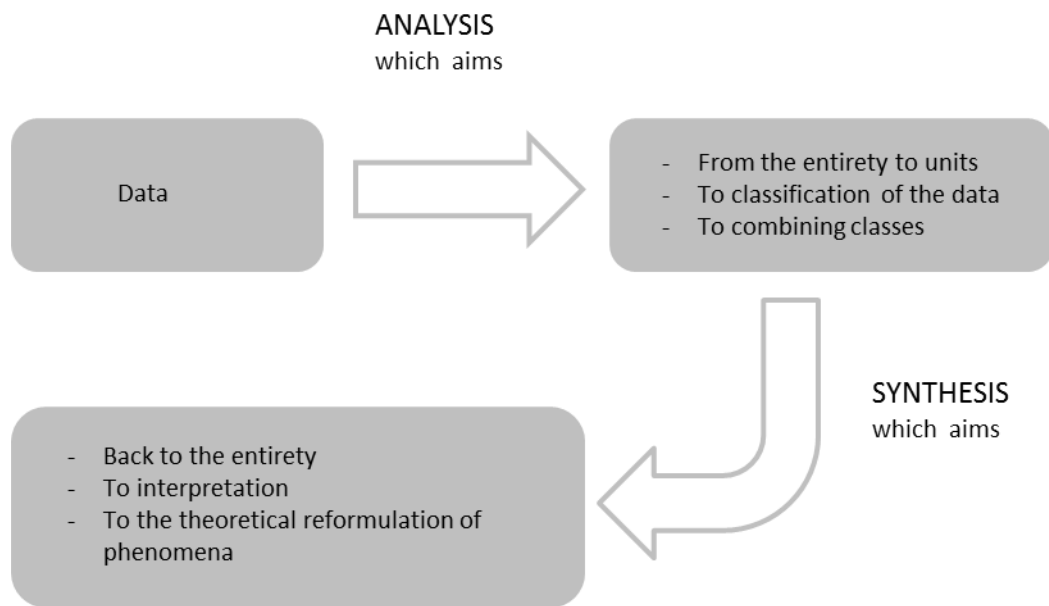 ANALYSIS
which aims
Data
- From the entirety to units
- To classification of the data
- To combining classes
SYNTHESIS
which aims
- Back to the entirety
- To interpretation
- To the theoretical reformulation of
phenomena